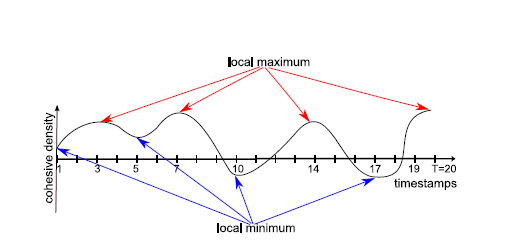 local maximum
cohesive density
1 3 5 7 10 14 17 19 T=20
timestamps
local minimum